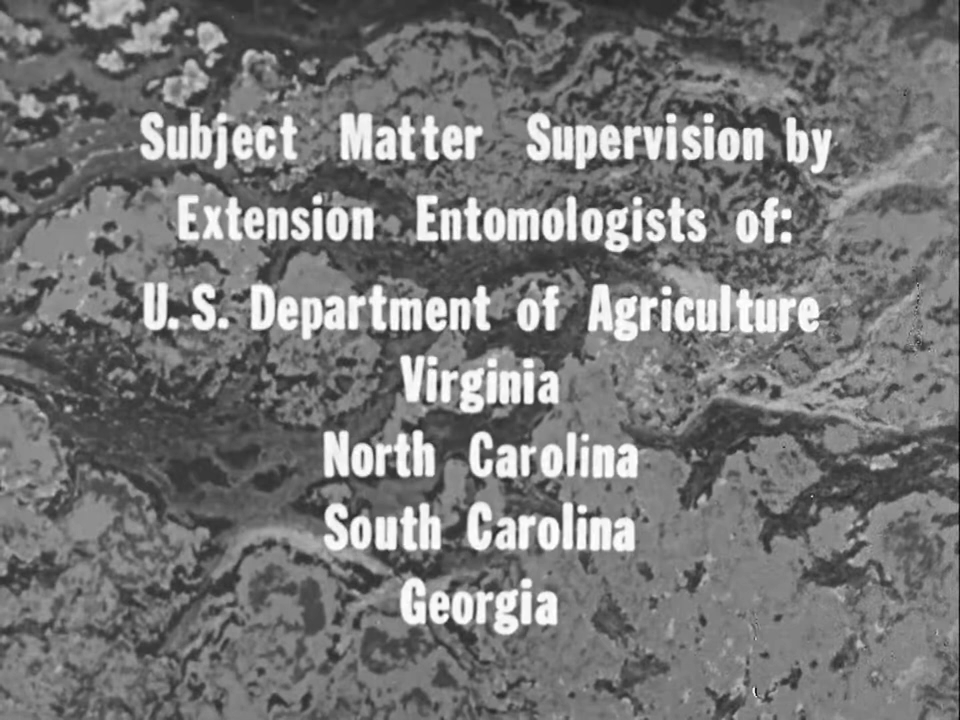 Subject Matter Supervision by
Extension Entomologists of:
U.S. Department of Agriculture
Virginia
North Carolina
South Carolina
Georgia